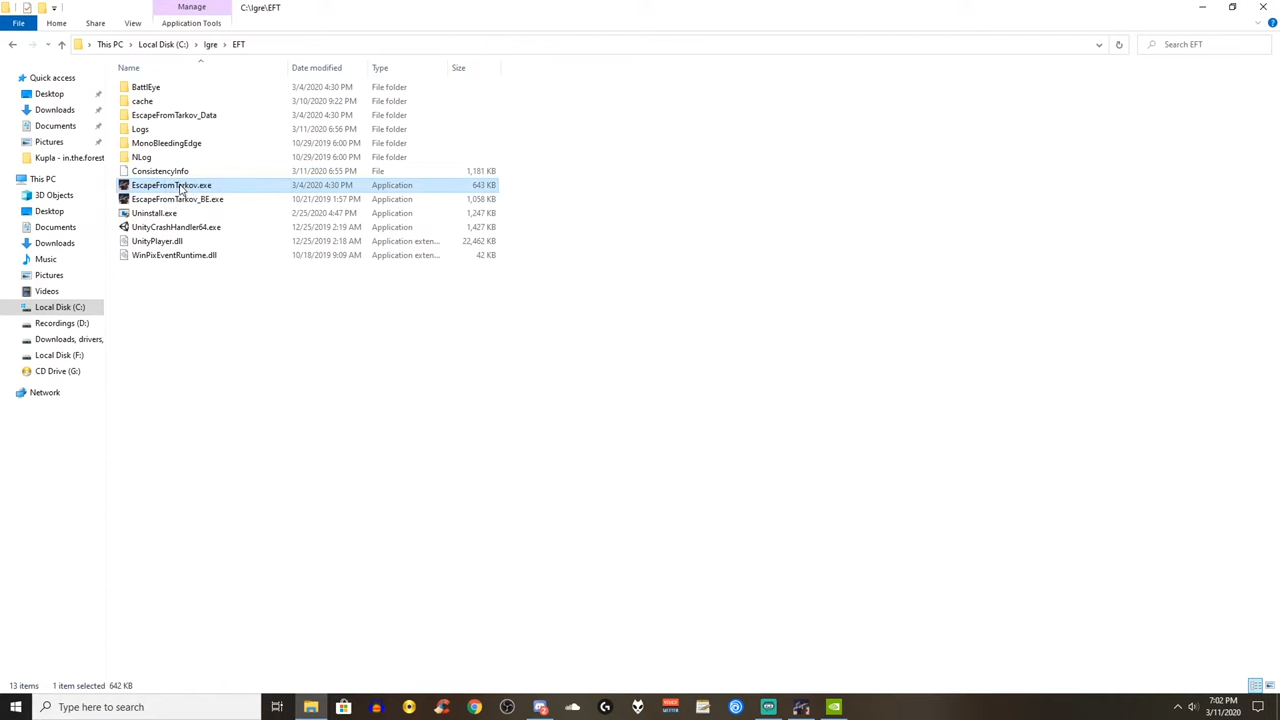 Manage
C:\Igre\EFT
File
Home
Share
View
Application Tools
This PC
Local Disk (C:)
Igre
EFT
Search EFT
Name
Date modified
Type
Size
Quick access
Desktop
Downloads
Documents
Pictures
Kupla - in.the.forest
This PC
3D Objects
Desktop
Documents
Downloads
Music
Pictures
Videos
Local Disk (C:)
Recordings (D:)
Downloads, drivers,
Local Disk (F:)
CD Drive (G:)
Network
BattlEye 3/4/2020 4:30 PM File folder
cache 3/10/2020 9:22 PM File folder
EscapeFromTarkov_Data 3/4/2020 4:30 PM File folder
Logs 3/11/2020 6:56 PM File folder
MonoBleedingEdge 10/29/2019 6:00 PM File folder
NLog 10/29/2019 6:00 PM File folder
ConsistencyInfo 3/11/2020 6:55 PM File 1,181 KB
EscapeFromTarkov.exe 3/4/2020 4:30 PM Application 643 KB
EscapeFromTarkov_BE.exe 10/21/2019 1:57 PM Application 1,058 KB
Uninstall.exe 2/25/2020 4:47 PM Application 1,247 KB
UnityCrashHandler64.exe 12/25/2019 2:19 AM Application 1,427 KB
UnityPlayer.dll 12/25/2019 2:18 AM Application exten... 22,462 KB
WinPixEventRuntime.dll 10/18/2019 9:09 AM Application exten... 42 KB
13 items
1 item selected 642 KB
Type here to search
7:02 PM
3/11/2020